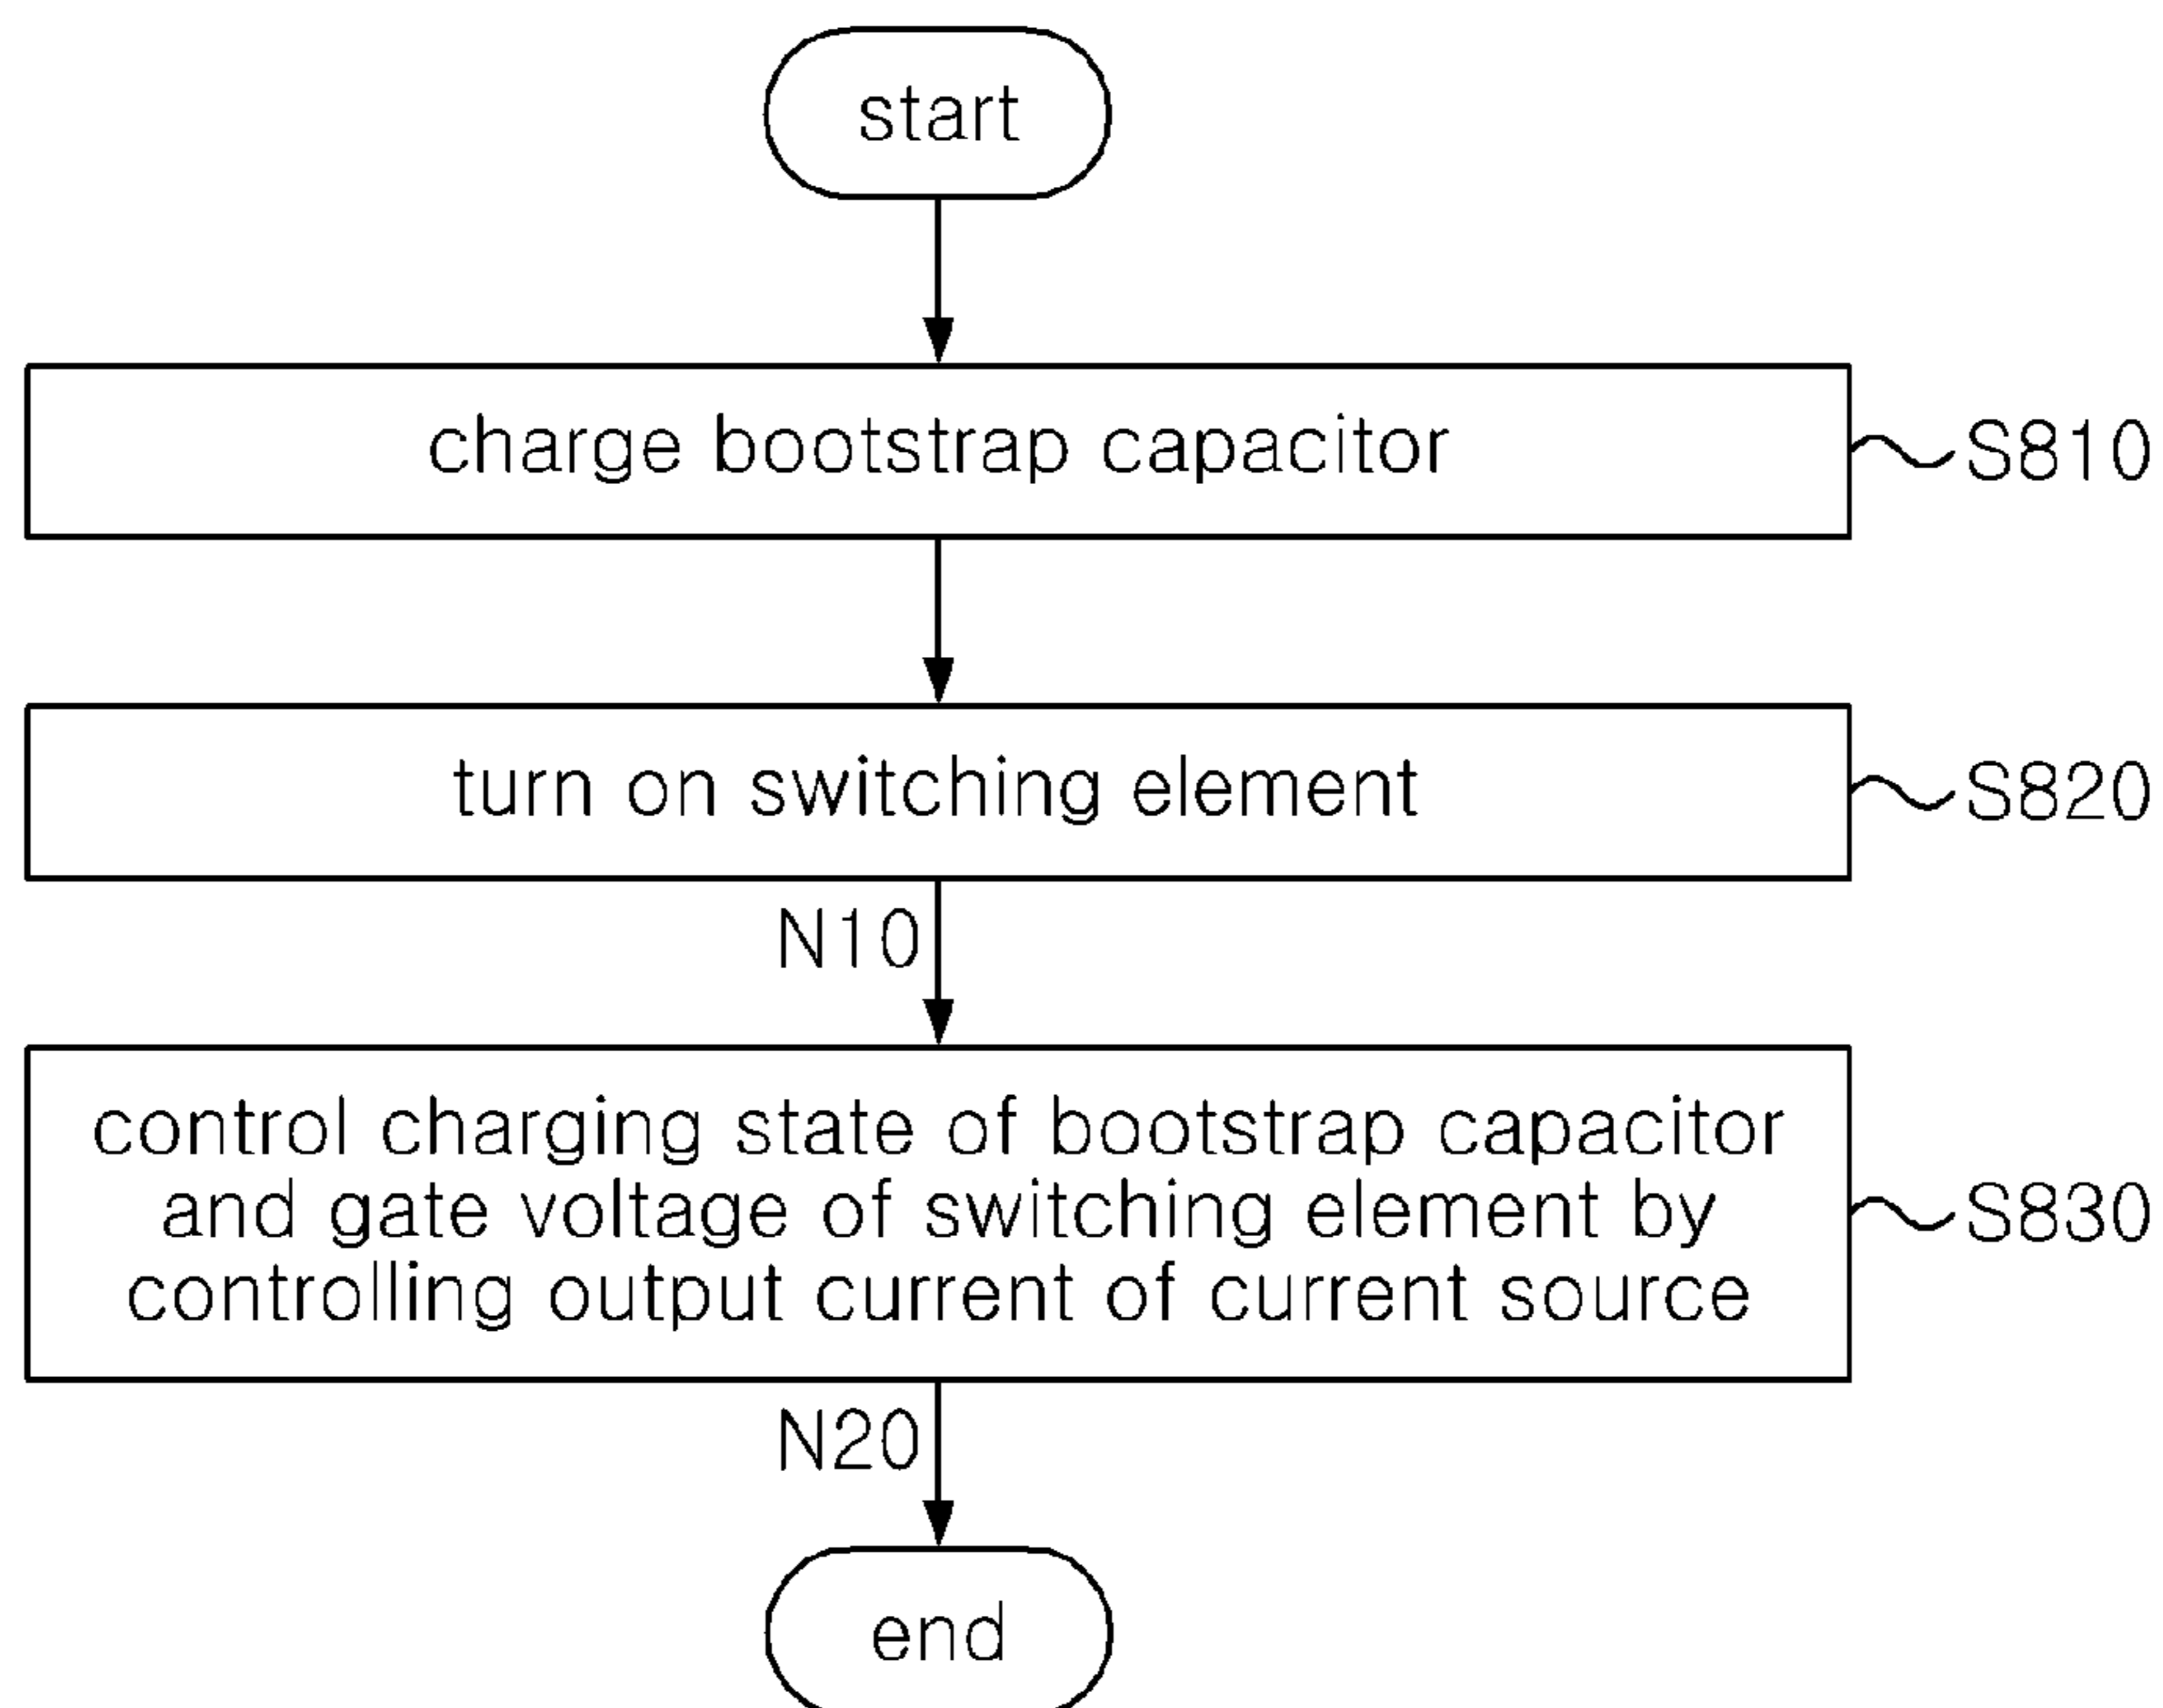 start
charge bootstrap capacitor
S810
turn on switching element
S820
N10
control charging state of bootstrap capacitor
and gate voltage of switching element by
controlling output current of current source
S830
N20
end